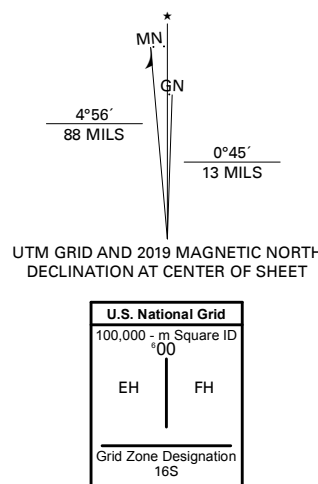 ★
MN
GN
4°56´
88 MILS
0°45´
13 MILS
UTM GRID AND 2019 MAGNETIC NORTH
DECLINATION AT CENTER OF SHEET
U.S. National Grid
100,000 - m Square ID
⁶00
EH FH
Grid Zone Designation
16S